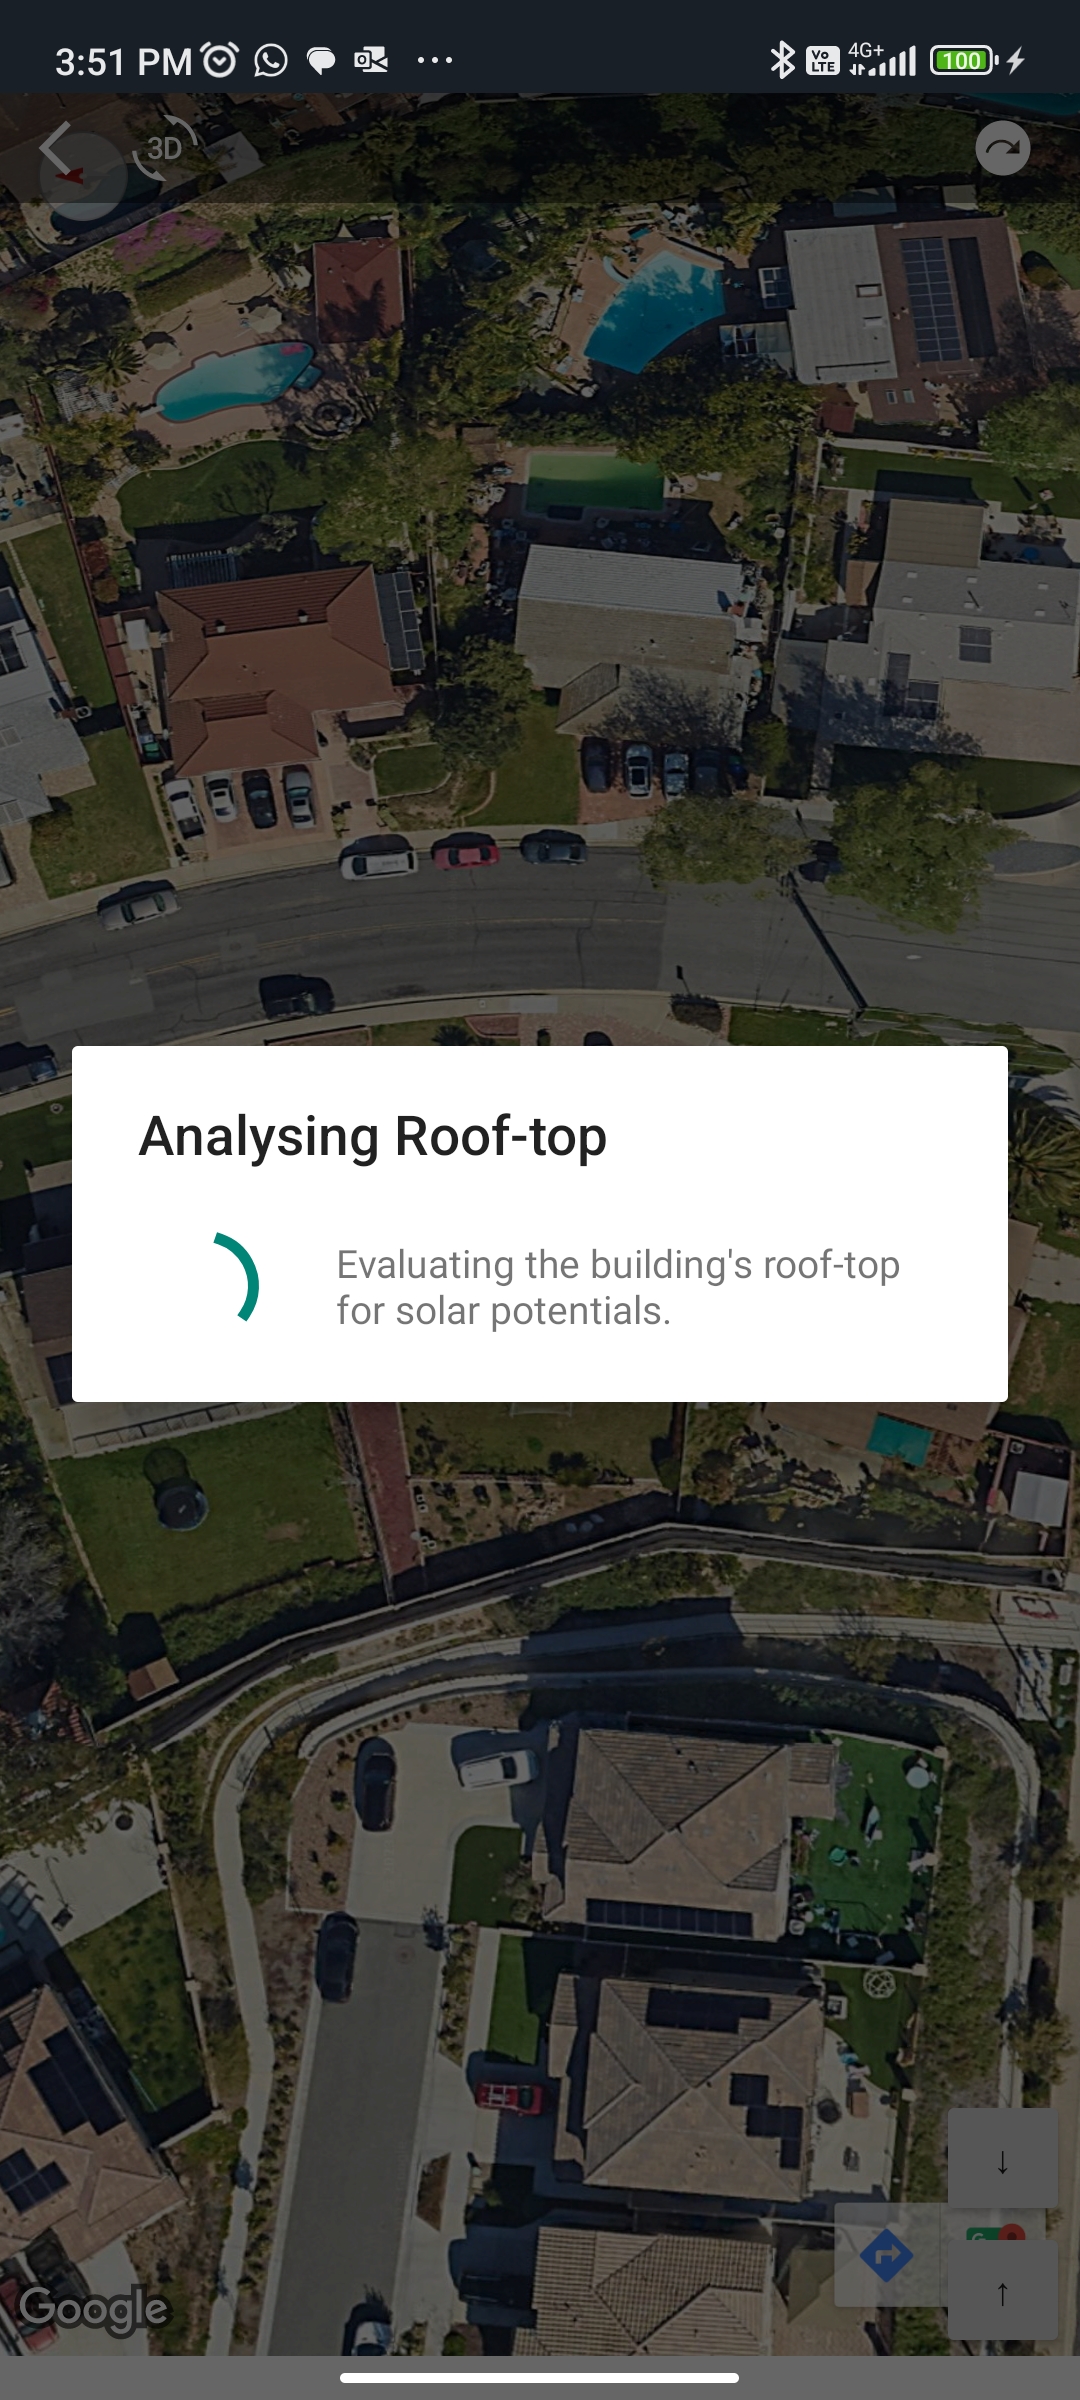 3:51 PM
Vo LTE
4G+
100
3D
Analysing Roof-top
Evaluating the building's roof-top
for solar potentials.
↓
G
↑
Google